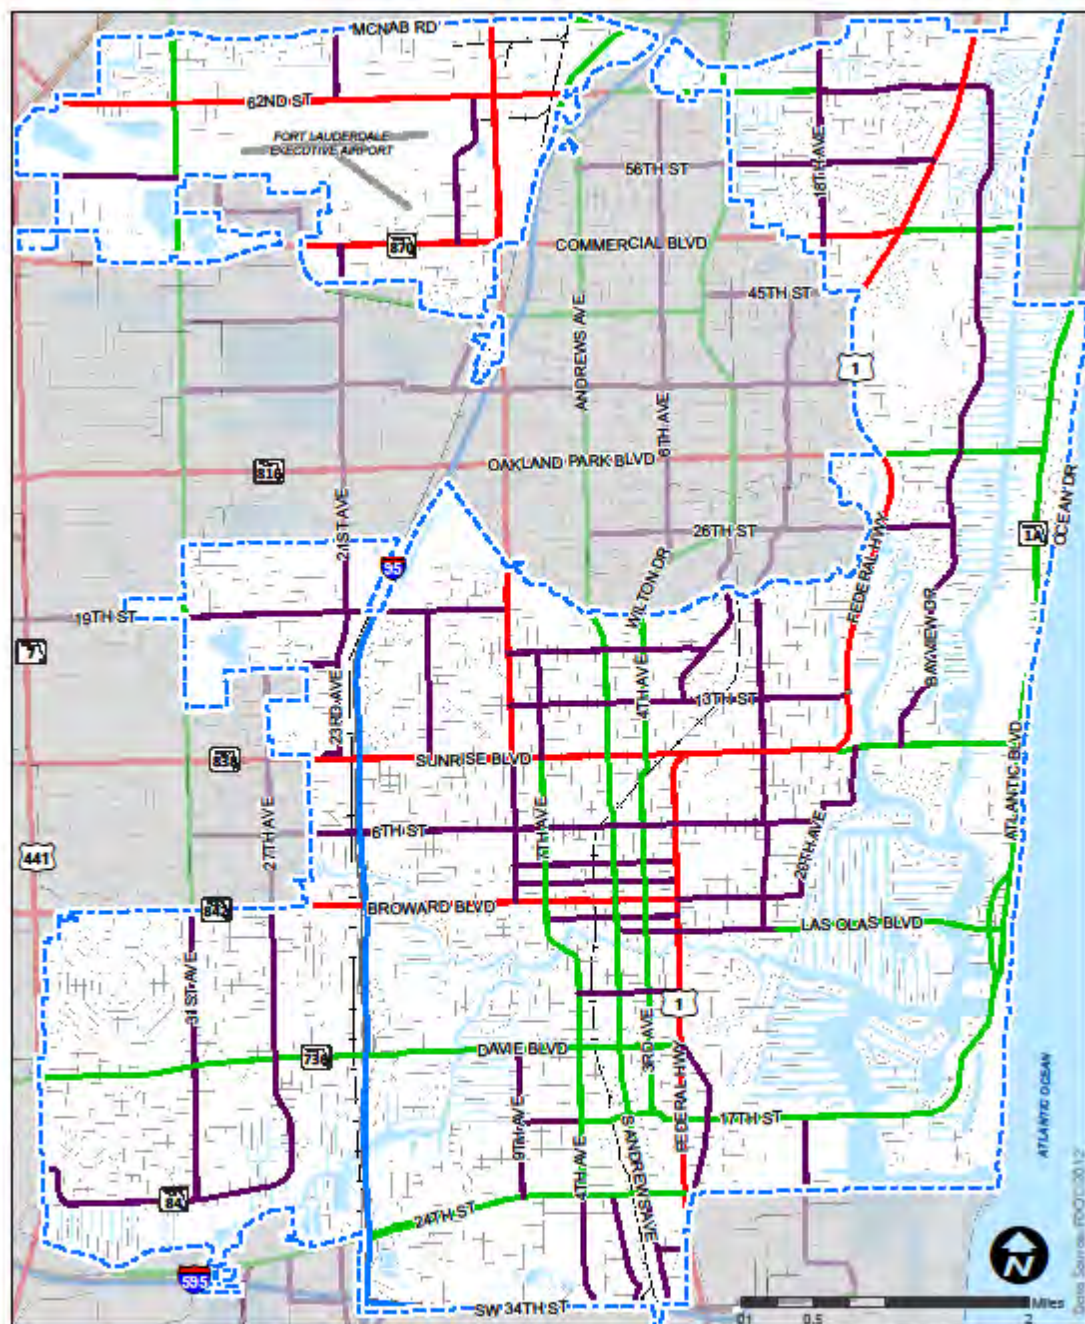 MCNAB RD
62ND ST
FORT LAUDERDALE
EXECUTIVE AIRPORT
56TH ST
18TH AVE
870
COMMERCIAL BLVD
45TH ST
ANDREWS AVE
1
6TH AVE
OAKLAND PARK BLVD
816
21ST AVE
26TH ST
1A
OCEAN DR
95
WILTON DR
FEDERAL HWY
19TH ST
7
BAYVIEW DR
23RD AVE
4TH AVE
13TH ST
838
SUNRISE BLVD
ATLANTIC BLVD
27TH AVE
6TH ST
7TH AVE
20TH AVE
441
842
BROWARD BLVD
LAS OLAS BLVD
31ST AVE
1
736
DAVIE BLVD
3RD AVE
FEDERAL HWY
17TH ST
ATLANTIC OCEAN
9TH AVE
4TH AVE
S ANDREWS AVE
84
24TH ST
595
SW 34TH ST
N
Miles
0.5
2